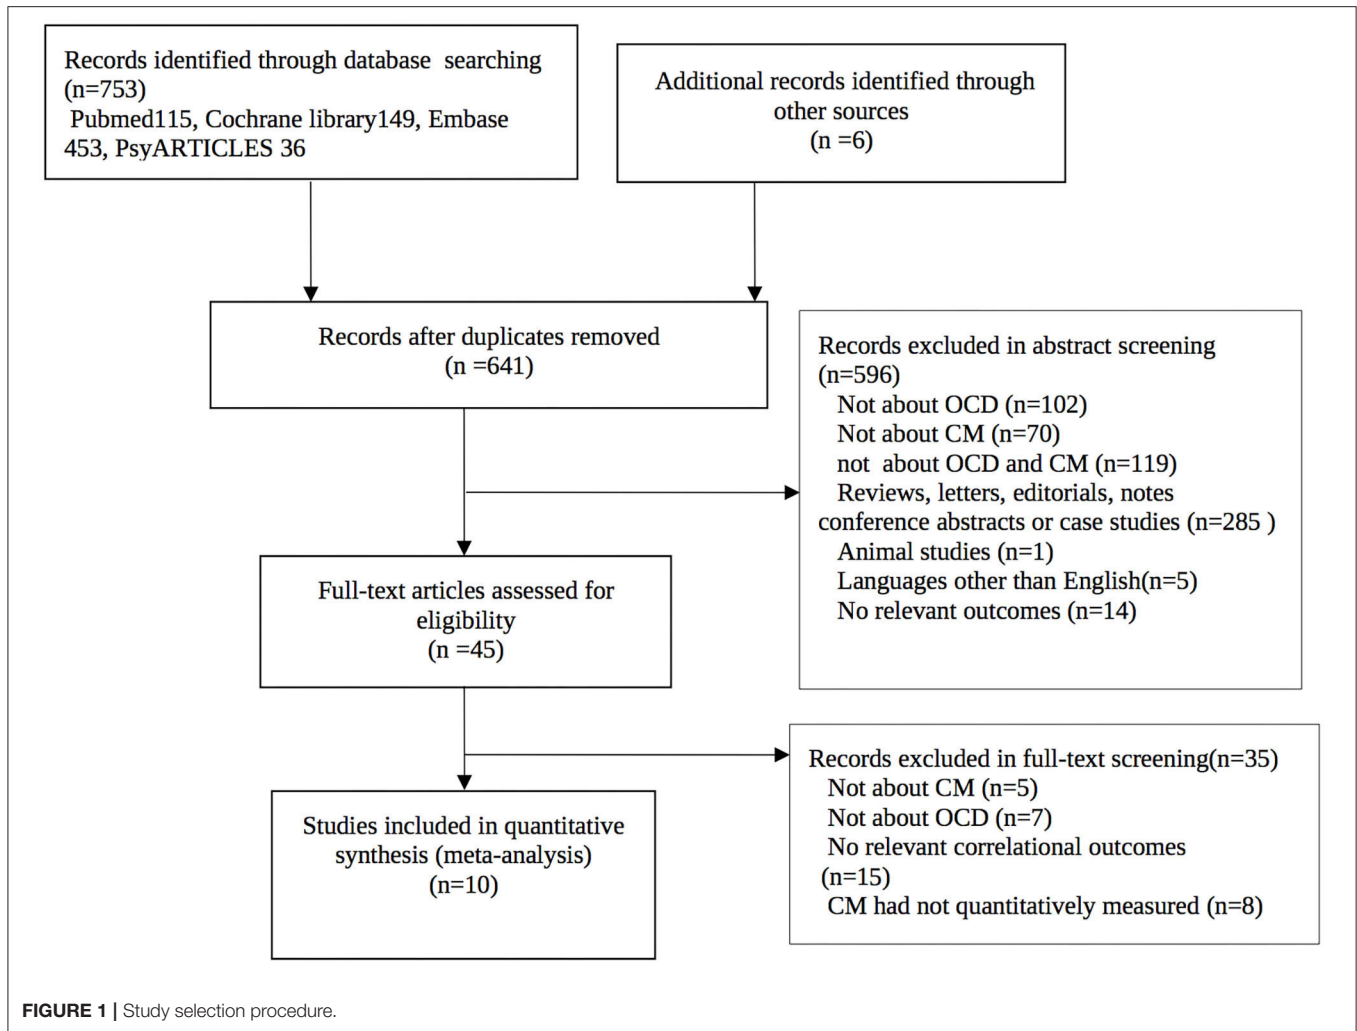 Records identified through database searching
(n=753)
Pubmed115, Cochrane library149, Embase
453, PsyARTICLES 36
Additional records identified through
other sources
(n =6)
Records after duplicates removed
(n =641)
Records excluded in abstract screening
(n=596)
Not about OCD (n=102)
Not about CM (n=70)
not about OCD and CM (n=119)
Reviews, letters, editorials, notes
conference abstracts or case studies (n=285 )
Animal studies (n=1)
Languages other than English(n=5)
No relevant outcomes (n=14)
Full-text articles assessed for
eligibility
(n =45)
Records excluded in full-text screening(n=35)
Not about CM (n=5)
Not about OCD (n=7)
No relevant correlational outcomes
(n=15)
CM had not quantitatively measured (n=8)
Studies included in quantitative
synthesis (meta-analysis)
(n=10)
FIGURE 1 | Study selection procedure.